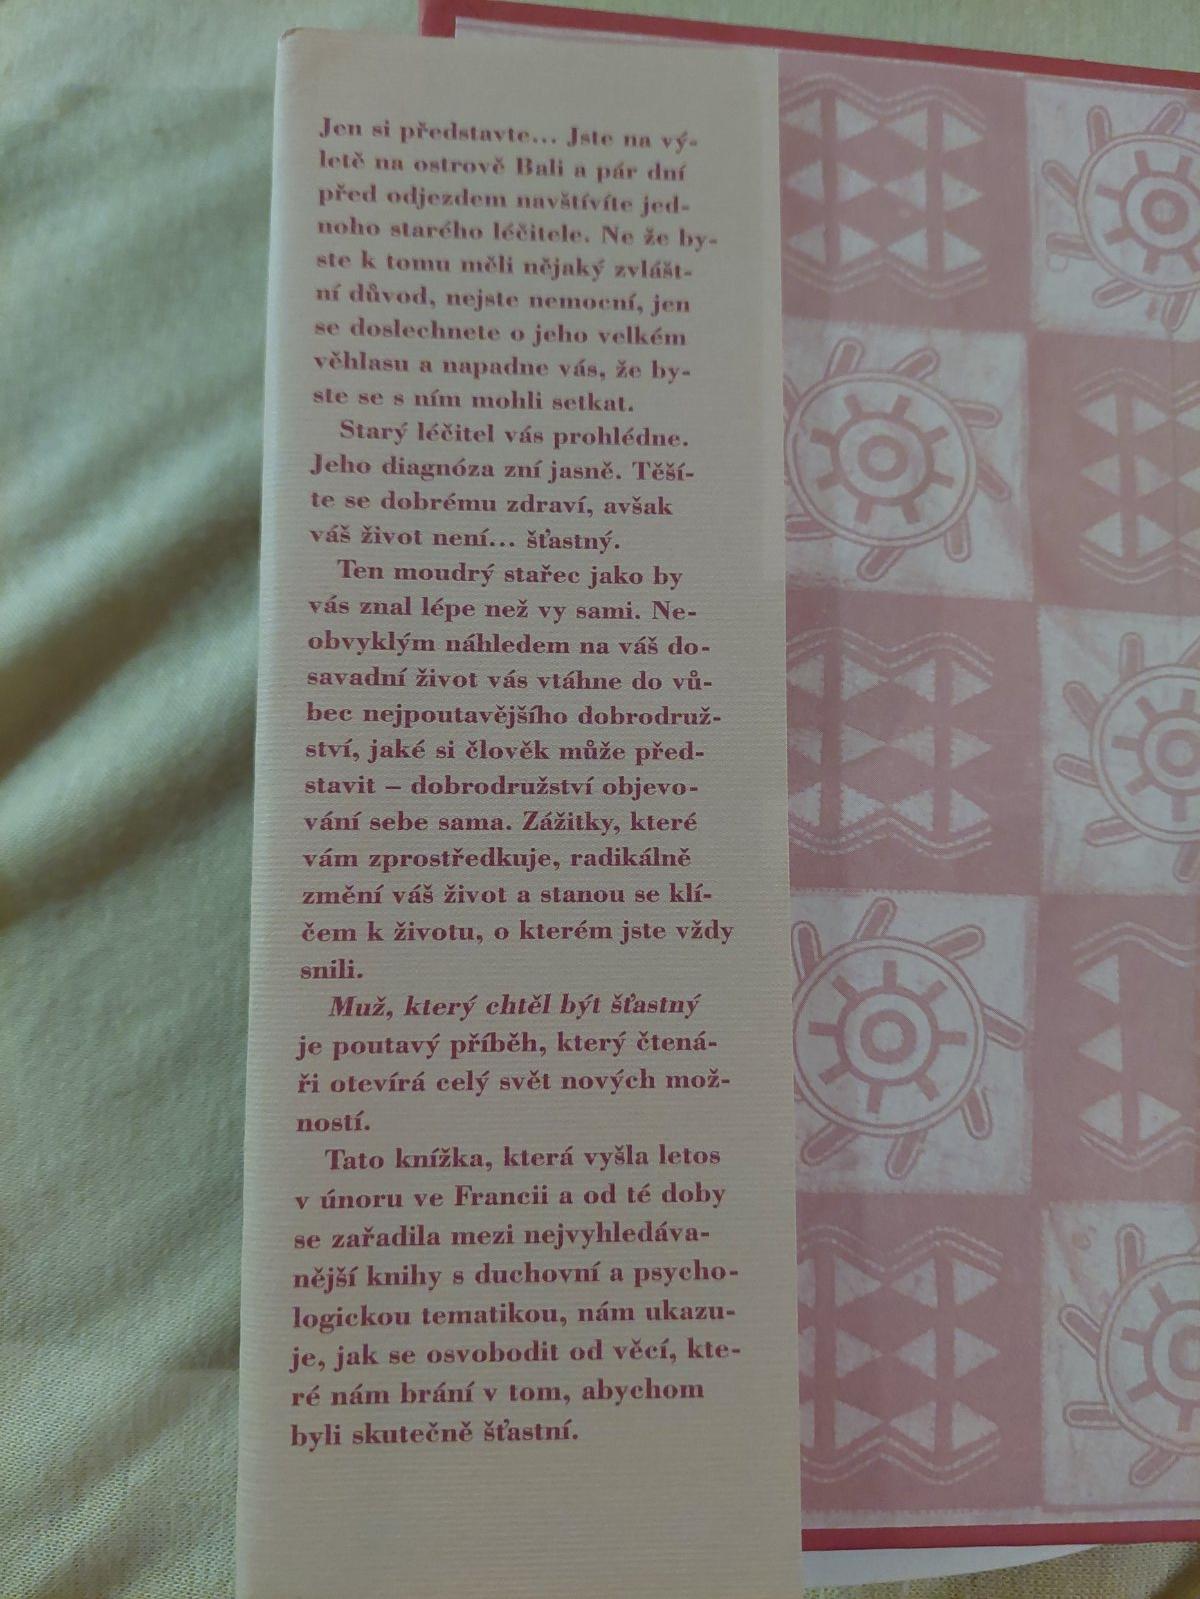 Jen si představte... Jste na vý-
letě na ostrově Bali a pár dní
před odjezdem navštívíte jed-
noho starého léčitele. Ne že by-
ste k tomu měli nějaký zvlášt-
ní důvod, nejste nemocní, jen
se doslechnete o jeho velkém
věhlasu a napadne vás, že by-
ste se s ním mohli setkat.
Starý léčitel vás prohlédne.
Jeho diagnóza zní jasně. Těší-
te se dobrému zdraví, avšak
váš život není... šťastný.
Ten moudrý stařec jako by
vás znal lépe než vy sami. Ne-
obvyklým náhledem na váš do-
savadní život vás vtáhne do vů-
bec nejpoutavějšího dobrodruž-
ství, jaké si člověk může před-
stavit – dobrodružství objevo-
vání sebe sama. Zážitky, které
vám zprostředkuje, radikálně
změní váš život a stanou se klí-
čem k životu, o kterém jste vždy
snili.
Muž, který chtěl být šťastný
je poutavý příběh, který čtená-
ři otevírá celý svět nových mož-
ností.
Tato knížka, která vyšla letos
v únoru ve Francii a od té doby
se zařadila mezi nejvyhledáva-
nější knihy s duchovní a psycho-
logickou tematikou, nám ukazu-
je, jak se osvobodit od věcí, kte-
ré nám brání v tom, abychom
byli skutečně šťastní.